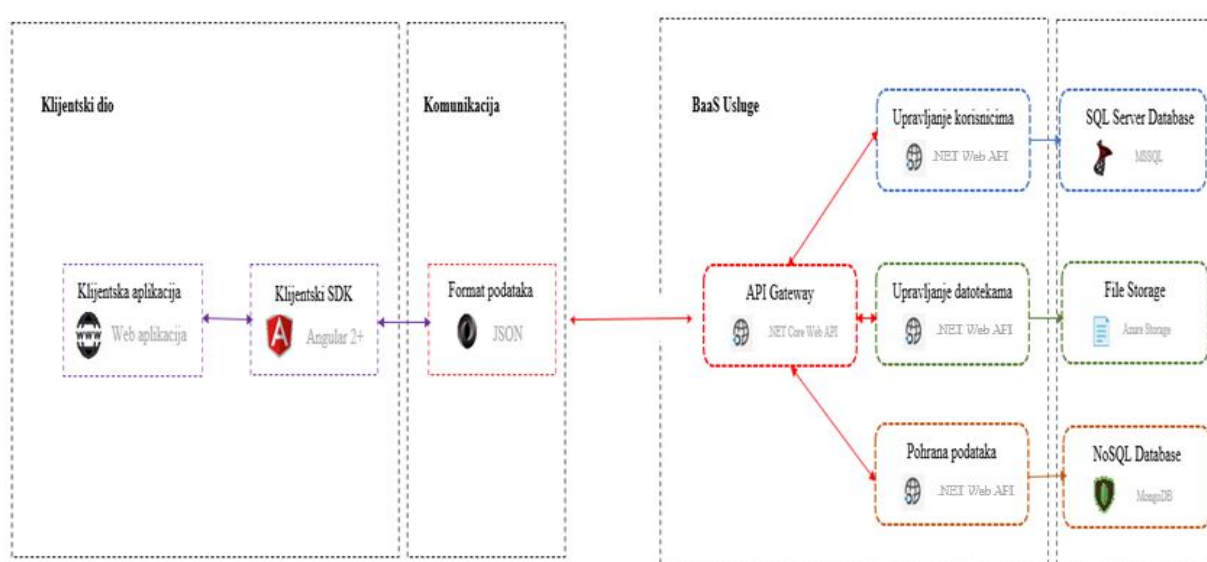 Klijentski dio
Komunikacija
BaaS Usluge
Upravljanje korisnicima
.NET Web API
SQL Server Database
MSSQL
Klijentska aplikacija
WWW
Web aplikacija
Klijentski SDK
Angular 2+
Format podataka
JSON
API Gateway
.NET Core Web API
Upravljanje datotekama
.NET Web API
File Storage
Azure Storage
Pohrana podataka
.NET Web API
NoSQL Database
MongoDB